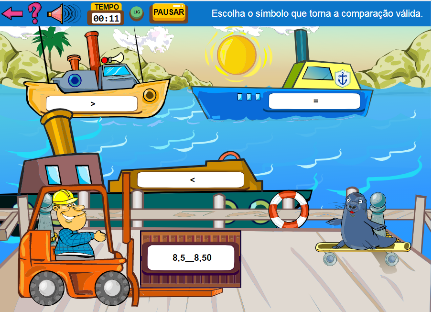 TEMPO
00:11
PAUSAR
Escolha o símbolo que torna a comparação válida.
>
=
<
8,5__8,50